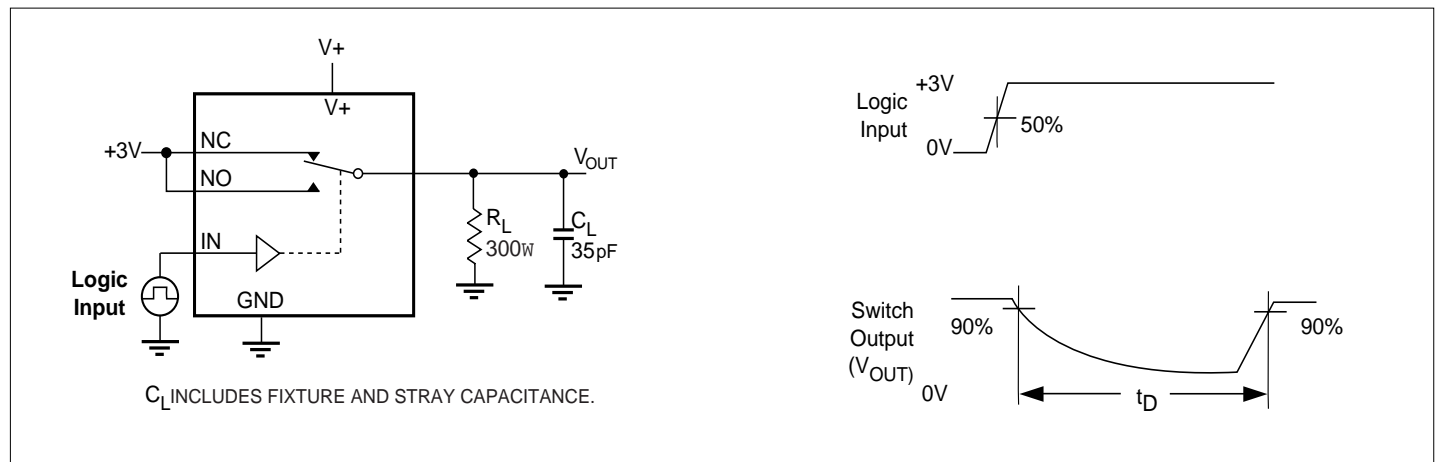 V+
V+
+3V
NC
NO
IN
GND
Logic
Input
VOUT
RL
300W
CL
35pF
CL INCLUDES FIXTURE AND STRAY CAPACITANCE.
Logic
Input
+3V
0V
50%
Switch
Output
(VOUT)
90%
90%
0V
tD